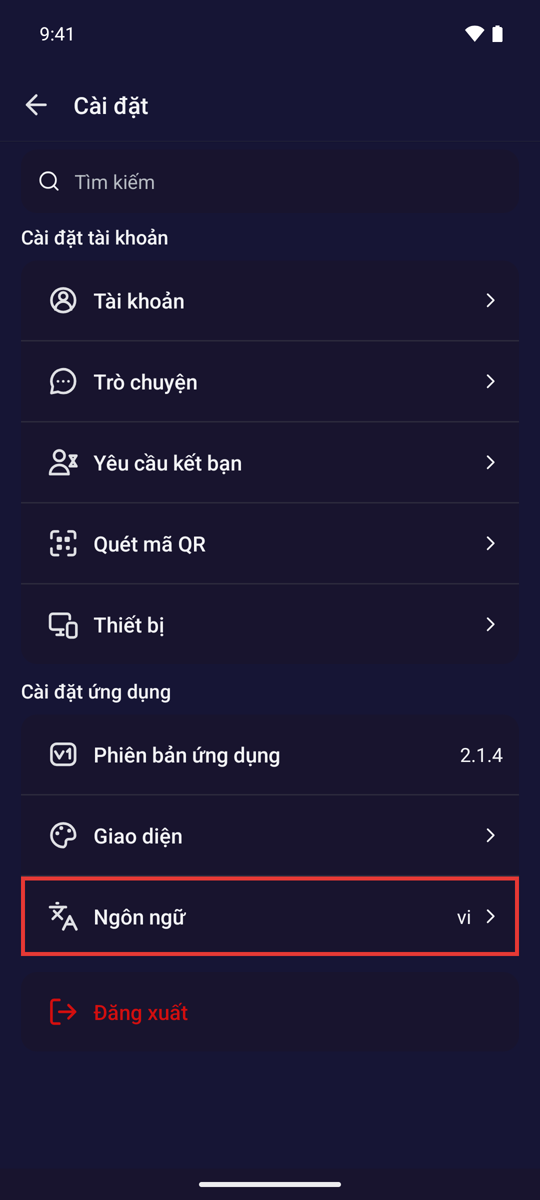 9:41
Cài đặt
Tìm kiếm
Cài đặt tài khoản
Tài khoản
Trò chuyện
Yêu cầu kết bạn
Quét mã QR
Thiết bị
Cài đặt ứng dụng
v1 Phiên bản ứng dụng 2.1.4
Giao diện
Ngôn ngữ vi
Đăng xuất